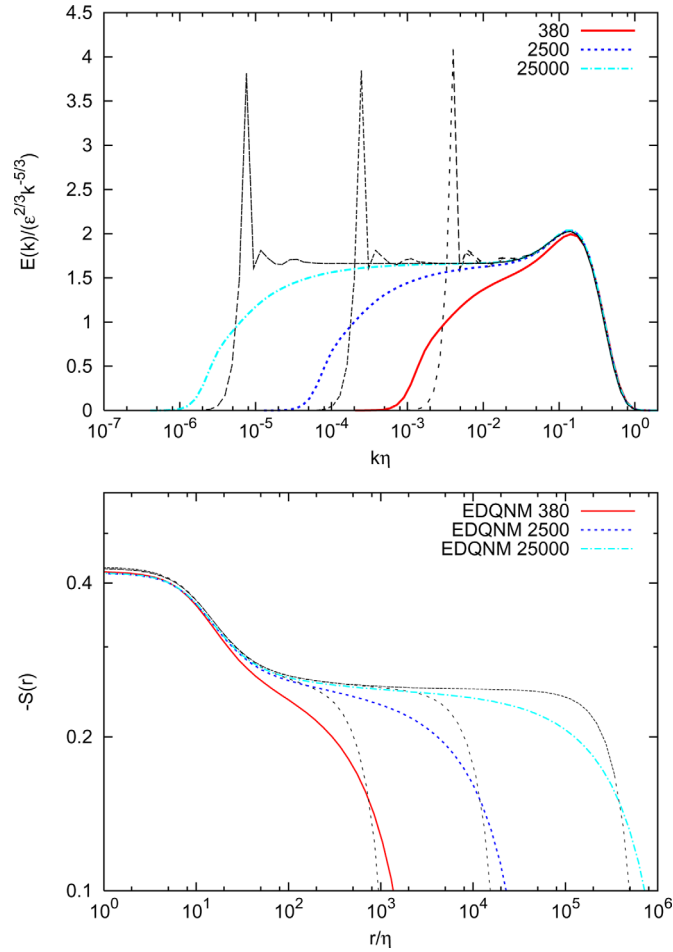 4.5
4
3.5
3
2.5
2
1.5
1
0.5
0
E(k)/(ε^{2/3}k^{-5/3})
380
2500
25000
10^{-7} 10^{-6} 10^{-5} 10^{-4} 10^{-3} 10^{-2} 10^{-1} 10^{0}
kη
0.4
0.2
0.1
-S(r)
EDQNM 380
EDQNM 2500
EDQNM 25000
10^{0} 10^{1} 10^{2} 10^{3} 10^{4} 10^{5} 10^{6}
r/η